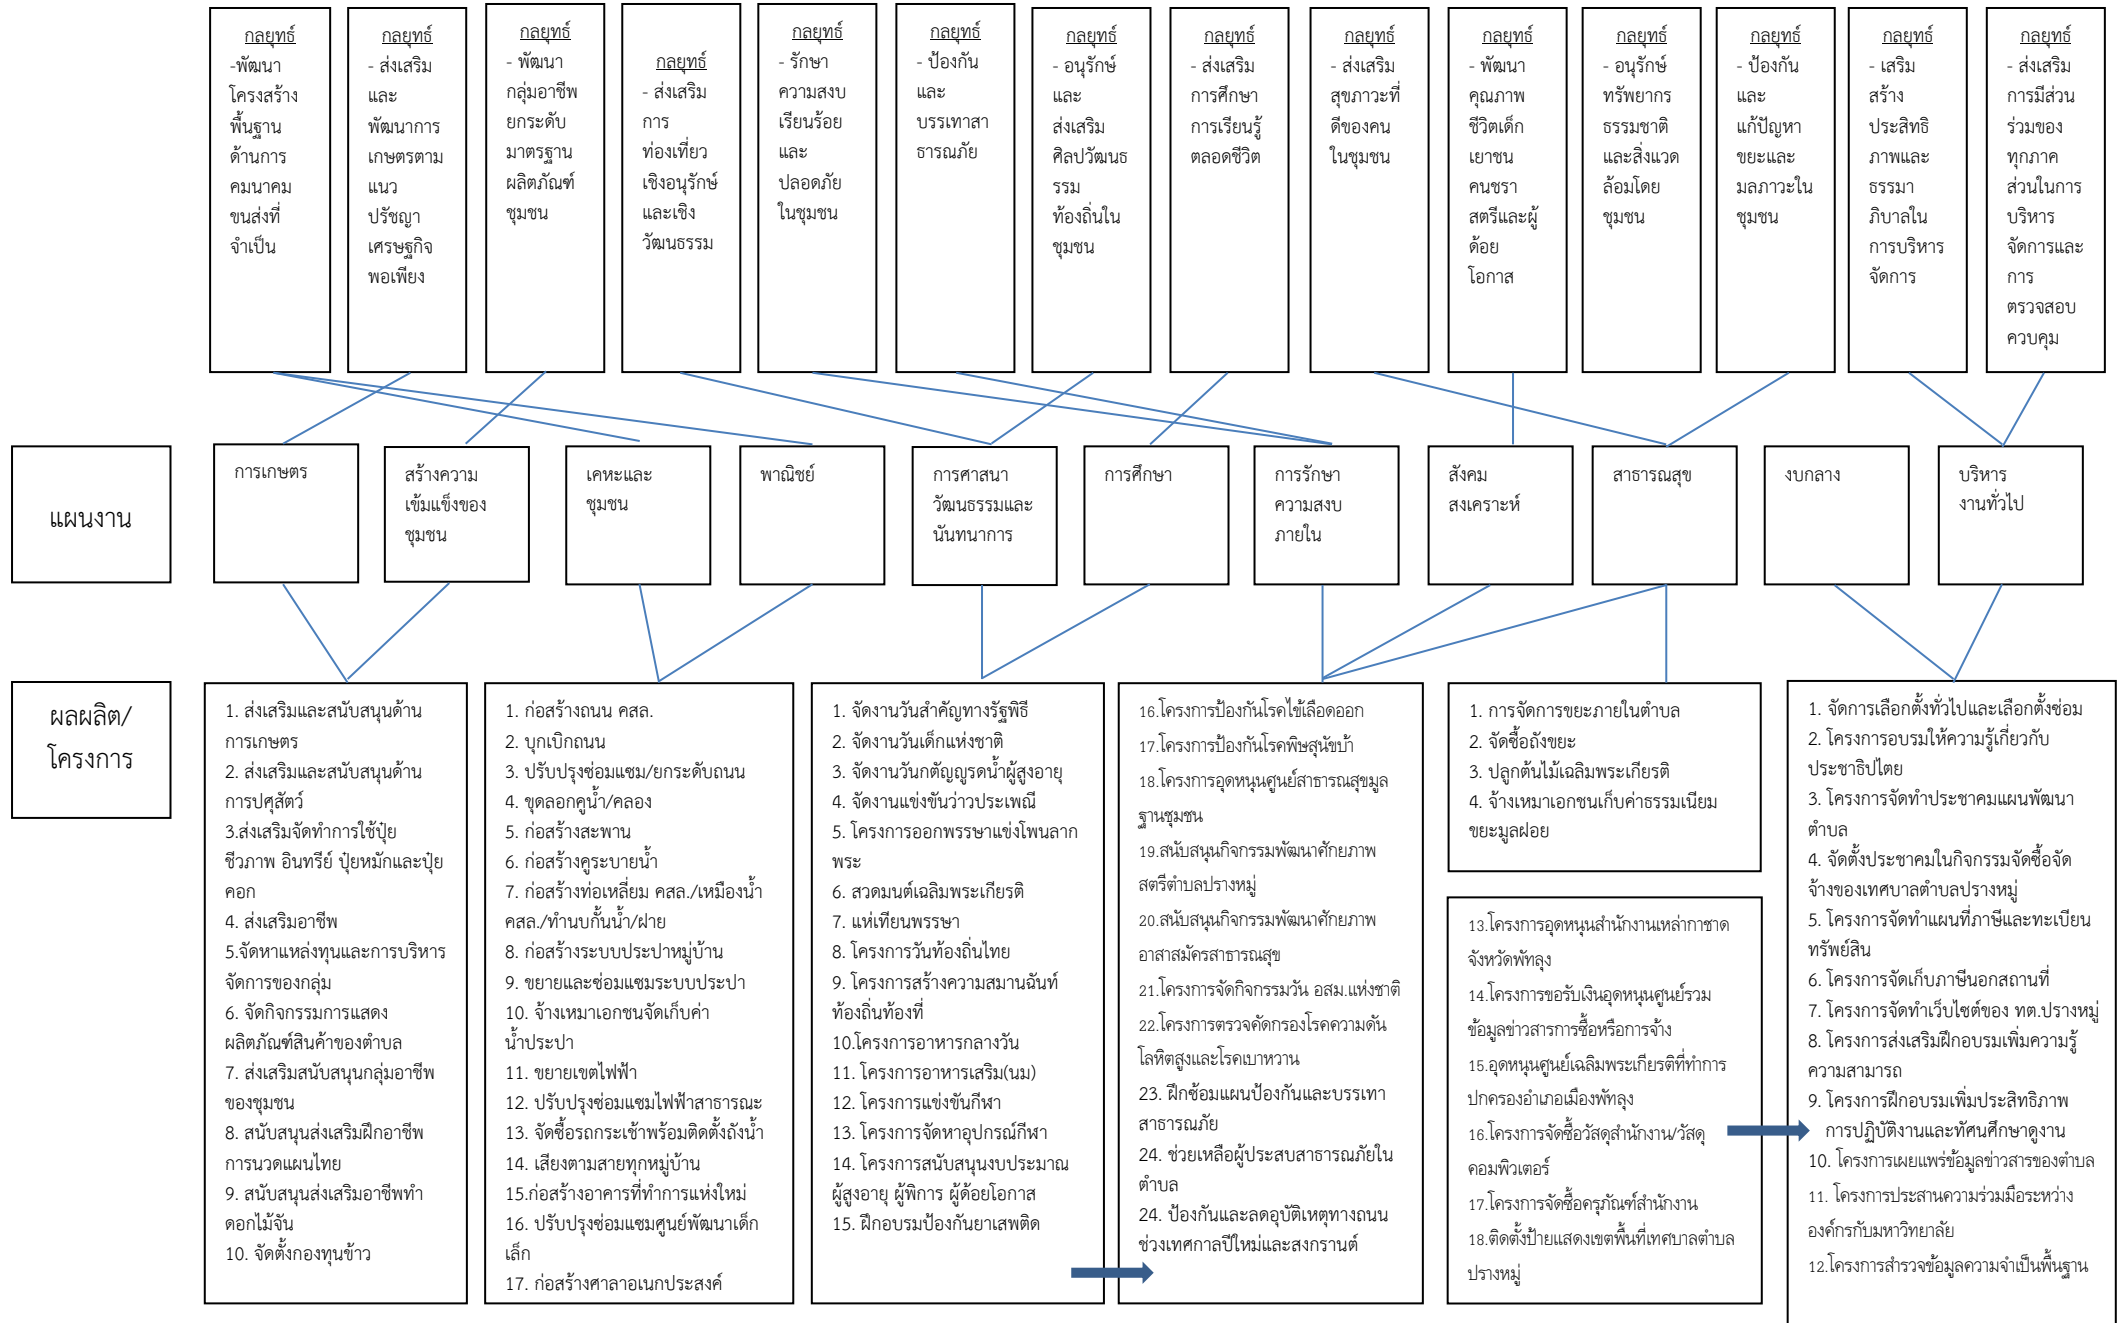 กลยุทธ์
-พัฒนา
โครงสร้าง
พื้นฐาน
ด้านการ
คมนาคม
ขนส่งที่
จำเป็น
กลยุทธ์
- ส่งเสริม
และ
พัฒนาการ
เกษตรตาม
แนว
ปรัชญา
เศรษฐกิจ
พอเพียง
กลยุทธ์
- พัฒนา
กลุ่มอาชีพ
ยกระดับ
มาตรฐาน
ผลิตภัณฑ์
ชุมชน
กลยุทธ์
- ส่งเสริม
การ
ท่องเที่ยว
เชิงอนุรักษ์
และเชิง
วัฒนธรรม
กลยุทธ์
- รักษา
ความสงบ
เรียบร้อย
และ
ปลอดภัย
ในชุมชน
กลยุทธ์
- ป้องกัน
และ
บรรเทาสา
ธารณภัย
กลยุทธ์
- อนุรักษ์
และ
ส่งเสริม
ศิลปวัฒนธ
รรม
ท้องถิ่นใน
ชุมชน
กลยุทธ์
- ส่งเสริม
การศึกษา
การเรียนรู้
ตลอดชีวิต
กลยุทธ์
- ส่งเสริม
สุขภาวะที่
ดีของคน
ในชุมชน
กลยุทธ์
- พัฒนา
คุณภาพ
ชีวิตเด็ก
เยาชน
คนชรา
สตรีและผู้
ด้อย
โอกาส
กลยุทธ์
- อนุรักษ์
ทรัพยากร
ธรรมชาติ
และสิ่งแวด
ล้อมโดย
ชุมชน
กลยุทธ์
- ป้องกัน
และ
แก้ปัญหา
ขยะและ
มลภาวะใน
ชุมชน
กลยุทธ์
- เสริม
สร้าง
ประสิทธิ
ภาพและ
ธรรมา
ภิบาลใน
การบริหาร
จัดการ
กลยุทธ์
- ส่งเสริม
การมีส่วน
ร่วมของ
ทุกภาค
ส่วนในการ
บริหาร
จัดการและ
การ
ตรวจสอบ
ควบคุม
แผนงาน
การเกษตร
สร้างความ
เข้มแข็งของ
ชุมชน
เคหะและ
ชุมชน
พาณิชย์
การศาสนา
วัฒนธรรมและ
นันทนาการ
การศึกษา
การรักษา
ความสงบ
ภายใน
สังคม
สงเคราะห์
สาธารณสุข
งบกลาง
บริหาร
งานทั่วไป
ผลผลิต/
โครงการ
1. ส่งเสริมและสนับสนุนด้าน
การเกษตร
2. ส่งเสริมและสนับสนุนด้าน
การปศุสัตว์
3.ส่งเสริมจัดทำการใช้ปุ๋ย
ชีวภาพ อินทรีย์ ปุ๋ยหมักและปุ๋ย
คอก
4. ส่งเสริมอาชีพ
5.จัดหาแหล่งทุนและการบริหาร
จัดการของกลุ่ม
6. จัดกิจกรรมการแสดง
ผลิตภัณฑ์สินค้าของตำบล
7. ส่งเสริมสนับสนุนกลุ่มอาชีพ
ของชุมชน
8. สนับสนุนส่งเสริมฝึกอาชีพ
การนวดแผนไทย
9. สนับสนุนส่งเสริมอาชีพทำ
ดอกไม้จัน
10. จัดตั้งกองทุนข้าว
1. ก่อสร้างถนน คสล.
2. บุกเบิกถนน
3. ปรับปรุงซ่อมแซม/ยกระดับถนน
4. ขุดลอกคูน้ำ/คลอง
5. ก่อสร้างสะพาน
6. ก่อสร้างคูระบายน้ำ
7. ก่อสร้างท่อเหลี่ยม คสล./เหมืองน้ำ
คสล./ทำนบกั้นน้ำ/ฝาย
8. ก่อสร้างระบบประปาหมู่บ้าน
9. ขยายและซ่อมแซมระบบประปา
10. จ้างเหมาเอกชนจัดเก็บค่า
น้ำประปา
11. ขยายเขตไฟฟ้า
12. ปรับปรุงซ่อมแซมไฟฟ้าสาธารณะ
13. จัดซื้อรถกระเช้าพร้อมติดตั้งถังน้ำ
14. เสียงตามสายทุกหมู่บ้าน
15.ก่อสร้างอาคารที่ทำการแห่งใหม่
16. ปรับปรุงซ่อมแซมศูนย์พัฒนาเด็ก
เล็ก
17. ก่อสร้างศาลาอเนกประสงค์
1. จัดงานวันสำคัญทางรัฐพิธี
2. จัดงานวันเด็กแห่งชาติ
3. จัดงานวันกตัญญูรดน้ำผู้สูงอายุ
4. จัดงานแข่งขันว่าวประเพณี
5. โครงการออกพรรษาแข่งโพนลาก
พระ
6. สวดมนต์เฉลิมพระเกียรติ
7. แห่เทียนพรรษา
8. โครงการวันท้องถิ่นไทย
9. โครงการสร้างความสมานฉันท์
ท้องถิ่นท้องที่
10.โครงการอาหารกลางวัน
11. โครงการอาหารเสริม(นม)
12. โครงการแข่งขันกีฬา
13. โครงการจัดหาอุปกรณ์กีฬา
14. โครงการสนับสนุนงบประมาณ
ผู้สูงอายุ ผู้พิการ ผู้ด้อยโอกาส
15. ฝึกอบรมป้องกันยาเสพติด
16.โครงการป้องกันโรคไข้เลือดออก
17.โครงการป้องกันโรคพิษสุนัขบ้า
18.โครงการอุดหนุนศูนย์สาธารณสุขมูล
ฐานชุมชน
19.สนับสนุนกิจกรรมพัฒนาศักยภาพ
สตรีตำบลปรางหมู่
20.สนับสนุนกิจกรรมพัฒนาศักยภาพ
อาสาสมัครสาธารณสุข
21.โครงการจัดกิจกรรมวัน อสม.แห่งชาติ
22.โครงการตรวจคัดกรองโรคความดัน
โลหิตสูงและโรคเบาหวาน
23. ฝึกซ้อมแผนป้องกันและบรรเทา
สาธารณภัย
24. ช่วยเหลือผู้ประสบสาธารณภัยใน
ตำบล
24. ป้องกันและลดอุบัติเหตุทางถนน
ช่วงเทศกาลปีใหม่และสงกรานต์
1. การจัดการขยะภายในตำบล
2. จัดซื้อถังขยะ
3. ปลูกต้นไม้เฉลิมพระเกียรติ
4. จ้างเหมาเอกชนเก็บค่าธรรมเนียม
ขยะมูลฝอย
13.โครงการอุดหนุนสำนักงานเหล่ากาชาด
จังหวัดพัทลุง
14.โครงการขอรับเงินอุดหนุนศูนย์รวม
ข้อมูลข่าวสารการซื้อหรือการจ้าง
15.อุดหนุนศูนย์เฉลิมพระเกียรติที่ทำการ
ปกครองอำเภอเมืองพัทลุง
16.โครงการจัดซื้อวัสดุสำนักงาน/วัสดุ
คอมพิวเตอร์
17.โครงการจัดซื้อครุภัณฑ์สำนักงาน
18.ติดตั้งป้ายแสดงเขตพื้นที่เทศบาลตำบล
ปรางหมู่
1. จัดการเลือกตั้งทั่วไปและเลือกตั้งซ่อม
2. โครงการอบรมให้ความรู้เกี่ยวกับ
ประชาธิปไตย
3. โครงการจัดทำประชาคมแผนพัฒนา
ตำบล
4. จัดตั้งประชาคมในกิจกรรมจัดซื้อจัด
จ้างของเทศบาลตำบลปรางหมู่
5. โครงการจัดทำแผนที่ภาษีและทะเบียน
ทรัพย์สิน
6. โครงการจัดเก็บภาษีนอกสถานที่
7. โครงการจัดทำเว็บไซต์ของ ทต.ปรางหมู่
8. โครงการส่งเสริมฝึกอบรมเพิ่มความรู้
ความสามารถ
9. โครงการฝึกอบรมเพิ่มประสิทธิภาพ
การปฏิบัติงานและทัศนศึกษาดูงาน
10. โครงการเผยแพร่ข้อมูลข่าวสารของตำบล
11. โครงการประสานความร่วมมือระหว่าง
องค์กรกับมหาวิทยาลัย
12.โครงการสำรวจข้อมูลความจำเป็นพื้นฐาน